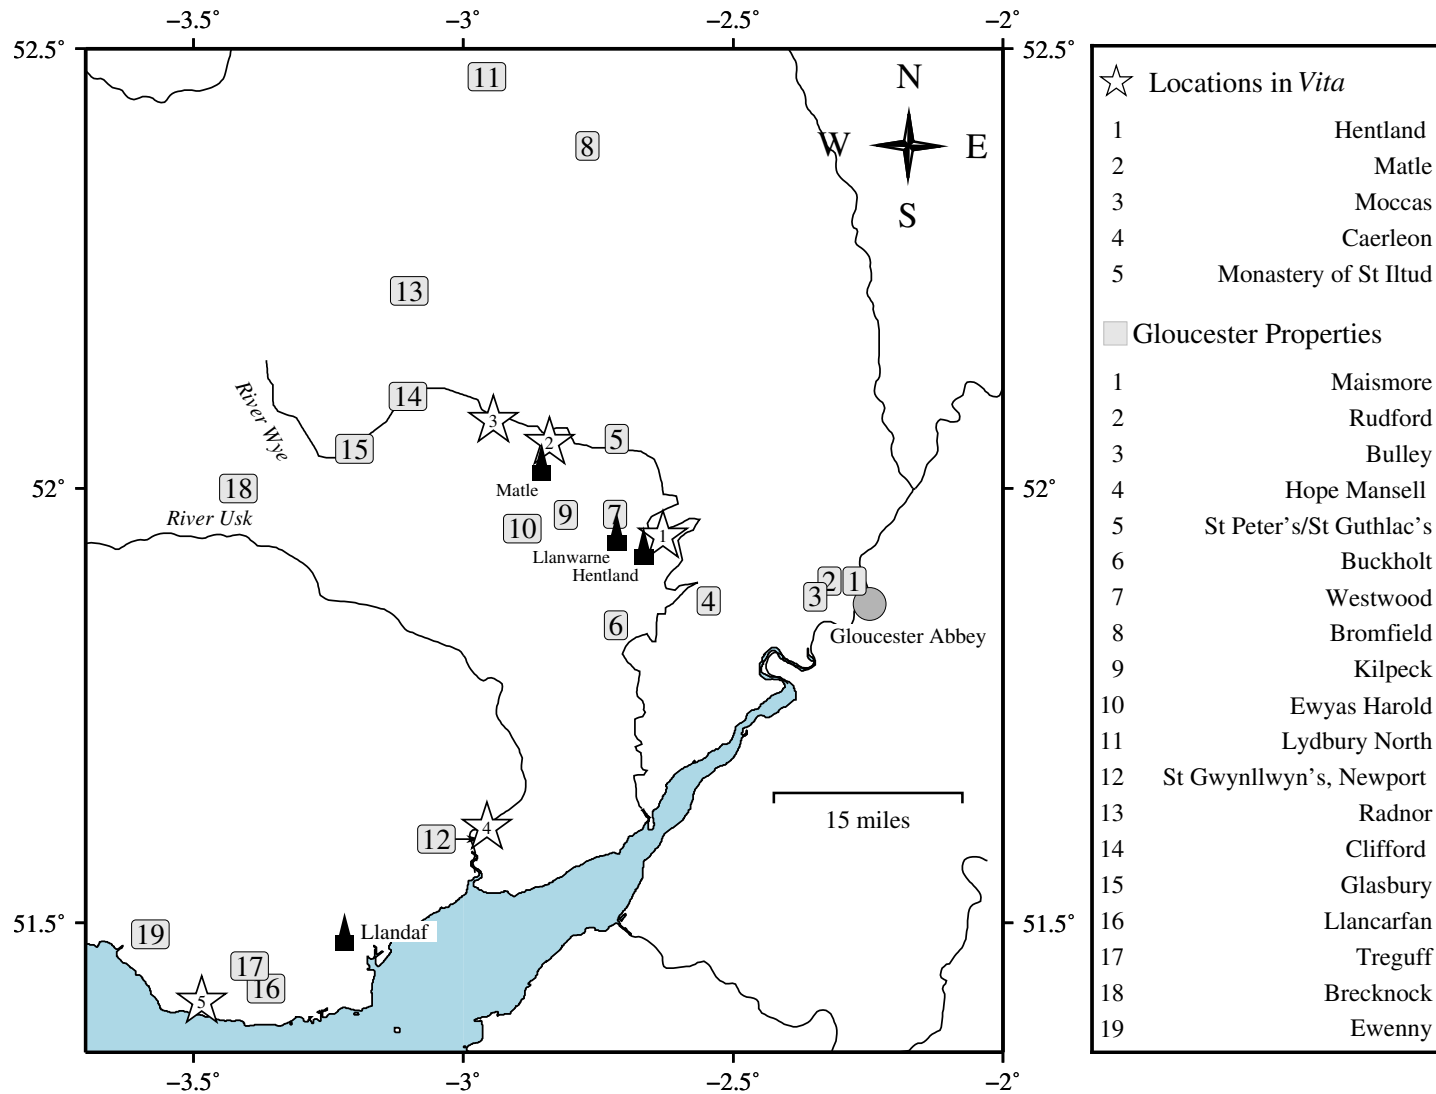 −3.5° −3° −2.5° −2°
52.5° 52.5°
11
N
8
W E
S
13
River Wye
14
3
2
5
15
Matle
18
River Usk
10
9
7
1
Llanwarne
Hentland
2 1
3
4
6
Gloucester Abbey
52° 52°
15 miles
4
12
51.5° 51.5°
19
Llandaf
17
16
5
−3.5° −3° −2.5° −2°
Locations in Vita
1 Hentland
2 Matle
3 Moccas
4 Caerleon
5 Monastery of St Iltud
Gloucester Properties
1 Maismore
2 Rudford
3 Bulley
4 Hope Mansell
5 St Peter's/St Guthlac's
6 Buckholt
7 Westwood
8 Bromfield
9 Kilpeck
10 Ewyas Harold
11 Lydbury North
12 St Gwynllwyn's, Newport
13 Radnor
14 Clifford
15 Glasbury
16 Llancarfan
17 Treguff
18 Brecknock
19 Ewenny